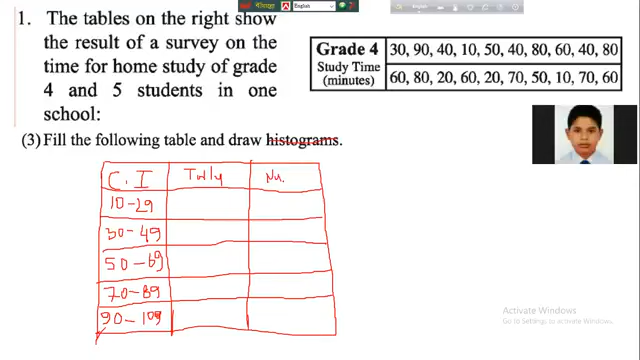 English
1. The tables on the right show
the result of a survey on the
time for home study of grade
4 and 5 students in one
school:
Grade 4 30, 90, 40, 10, 50, 40, 80, 60, 40, 80
Study Time
(minutes) 60, 80, 20, 60, 20, 70, 50, 10, 70, 60
(3) Fill the following table and draw histograms.
C. I Tally Nu.
10-29
30-49
50-69
70-89
90-109
Activate Windows
Go to Settings to activate Windows.